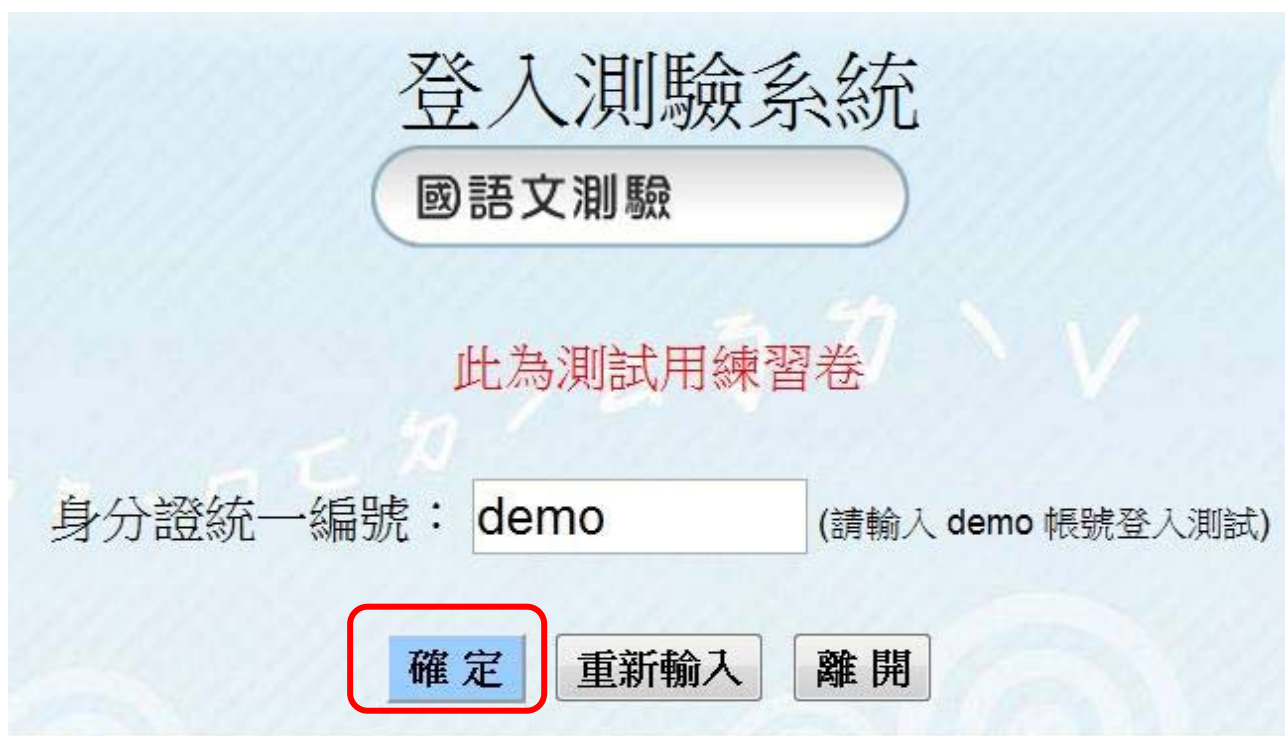 登入測驗系統
國語文測驗
此為測試用練習卷
身分證統一編號： demo (請輸入 demo 帳號登入測試)
確 定 重新輸入 離 開